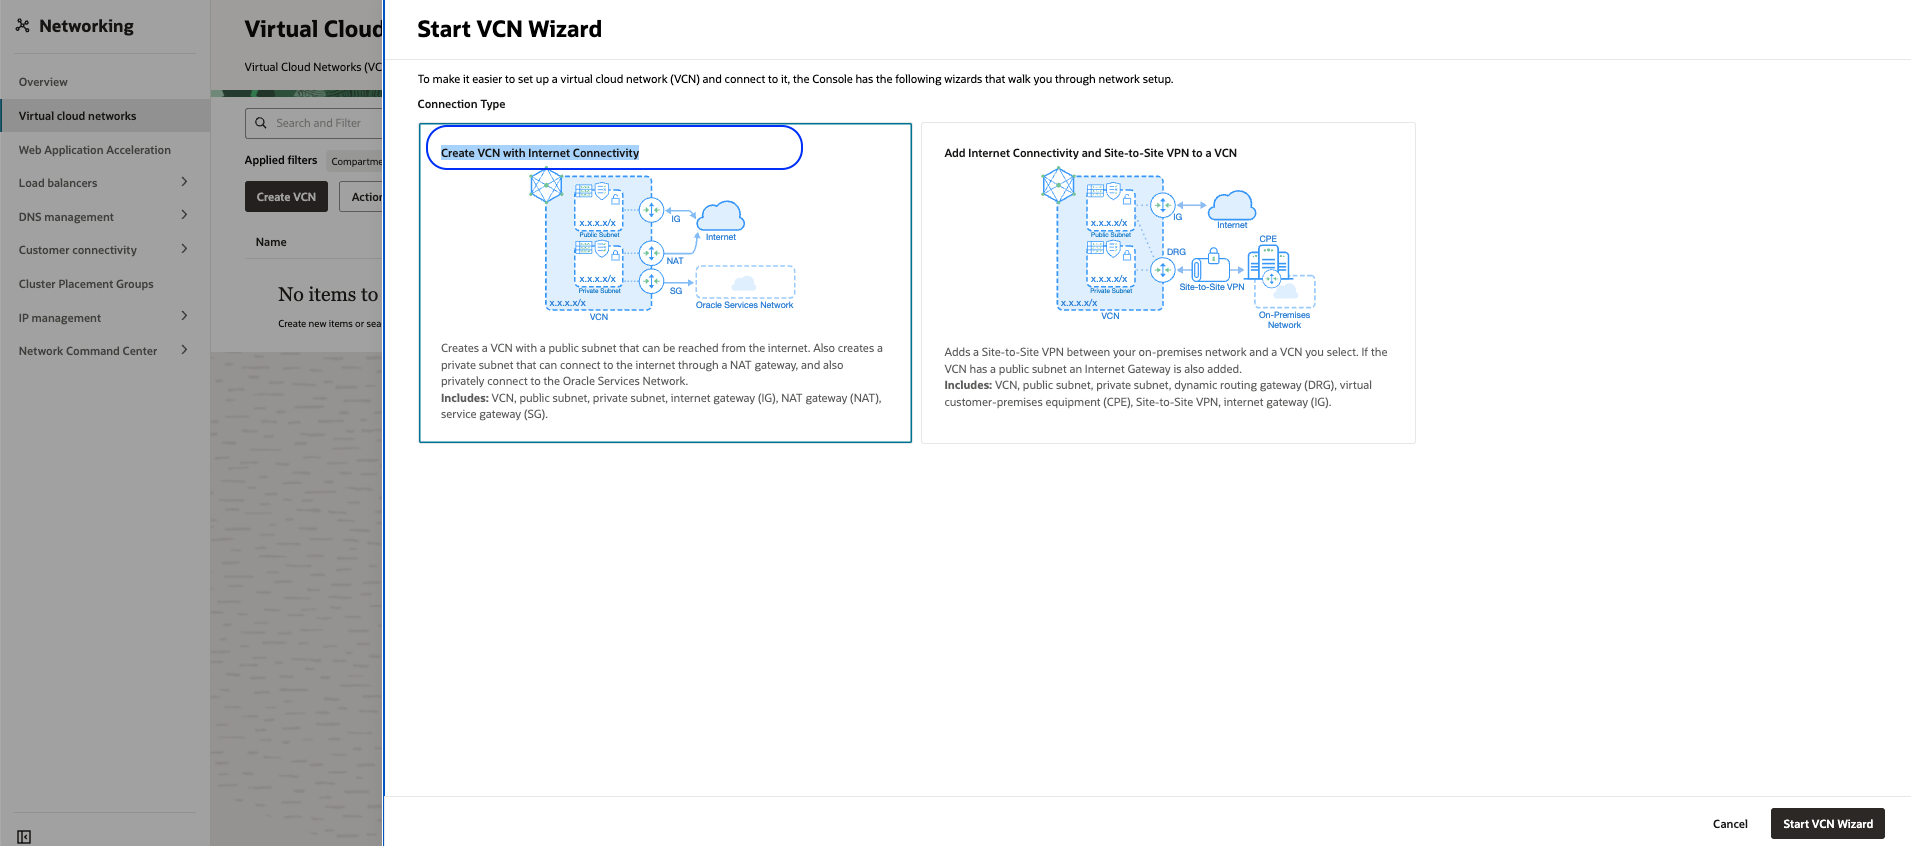 Networking
Overview
Virtual cloud networks
Web Application Acceleration
Load balancers
DNS management
Customer connectivity
Cluster Placement Groups
IP management
Network Command Center
Virtual Cloud
Virtual Cloud Networks (VC
Search and Filter
Applied filters
Compartme
Create VCN
Action
Name
No items to
Create new items or sea
Start VCN Wizard
To make it easier to set up a virtual cloud network (VCN) and connect to it, the Console has the following wizards that walk you through network setup.
Connection Type
Create VCN with Internet Connectivity
x.x.x.x/x
Public Subnet
x.x.x.x/x
Private Subnet
x.x.x.x/x
VCN
IG
NAT
SG
Internet
Oracle Services Network
Creates a VCN with a public subnet that can be reached from the internet. Also creates a
private subnet that can connect to the internet through a NAT gateway, and also
privately connect to the Oracle Services Network.
Includes: VCN, public subnet, private subnet, internet gateway (IG), NAT gateway (NAT),
service gateway (SG).
Add Internet Connectivity and Site-to-Site VPN to a VCN
x.x.x.x/x
Public Subnet
x.x.x.x/x
Private Subnet
x.x.x.x/x
VCN
IG
Internet
DRG
CPE
Site-to-Site VPN
On-Premises
Network
Adds a Site-to-Site VPN between your on-premises network and a VCN you select. If the
VCN has a public subnet an Internet Gateway is also added.
Includes: VCN, public subnet, private subnet, dynamic routing gateway (DRG), virtual
customer-premises equipment (CPE), Site-to-Site VPN, internet gateway (IG).
Cancel
Start VCN Wizard